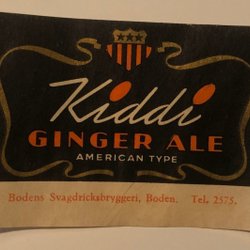 Kiddi
GINGER ALE
AMERICAN TYPE
Bodens Svagdricksbryggeri, Boden. Tel. 2575.